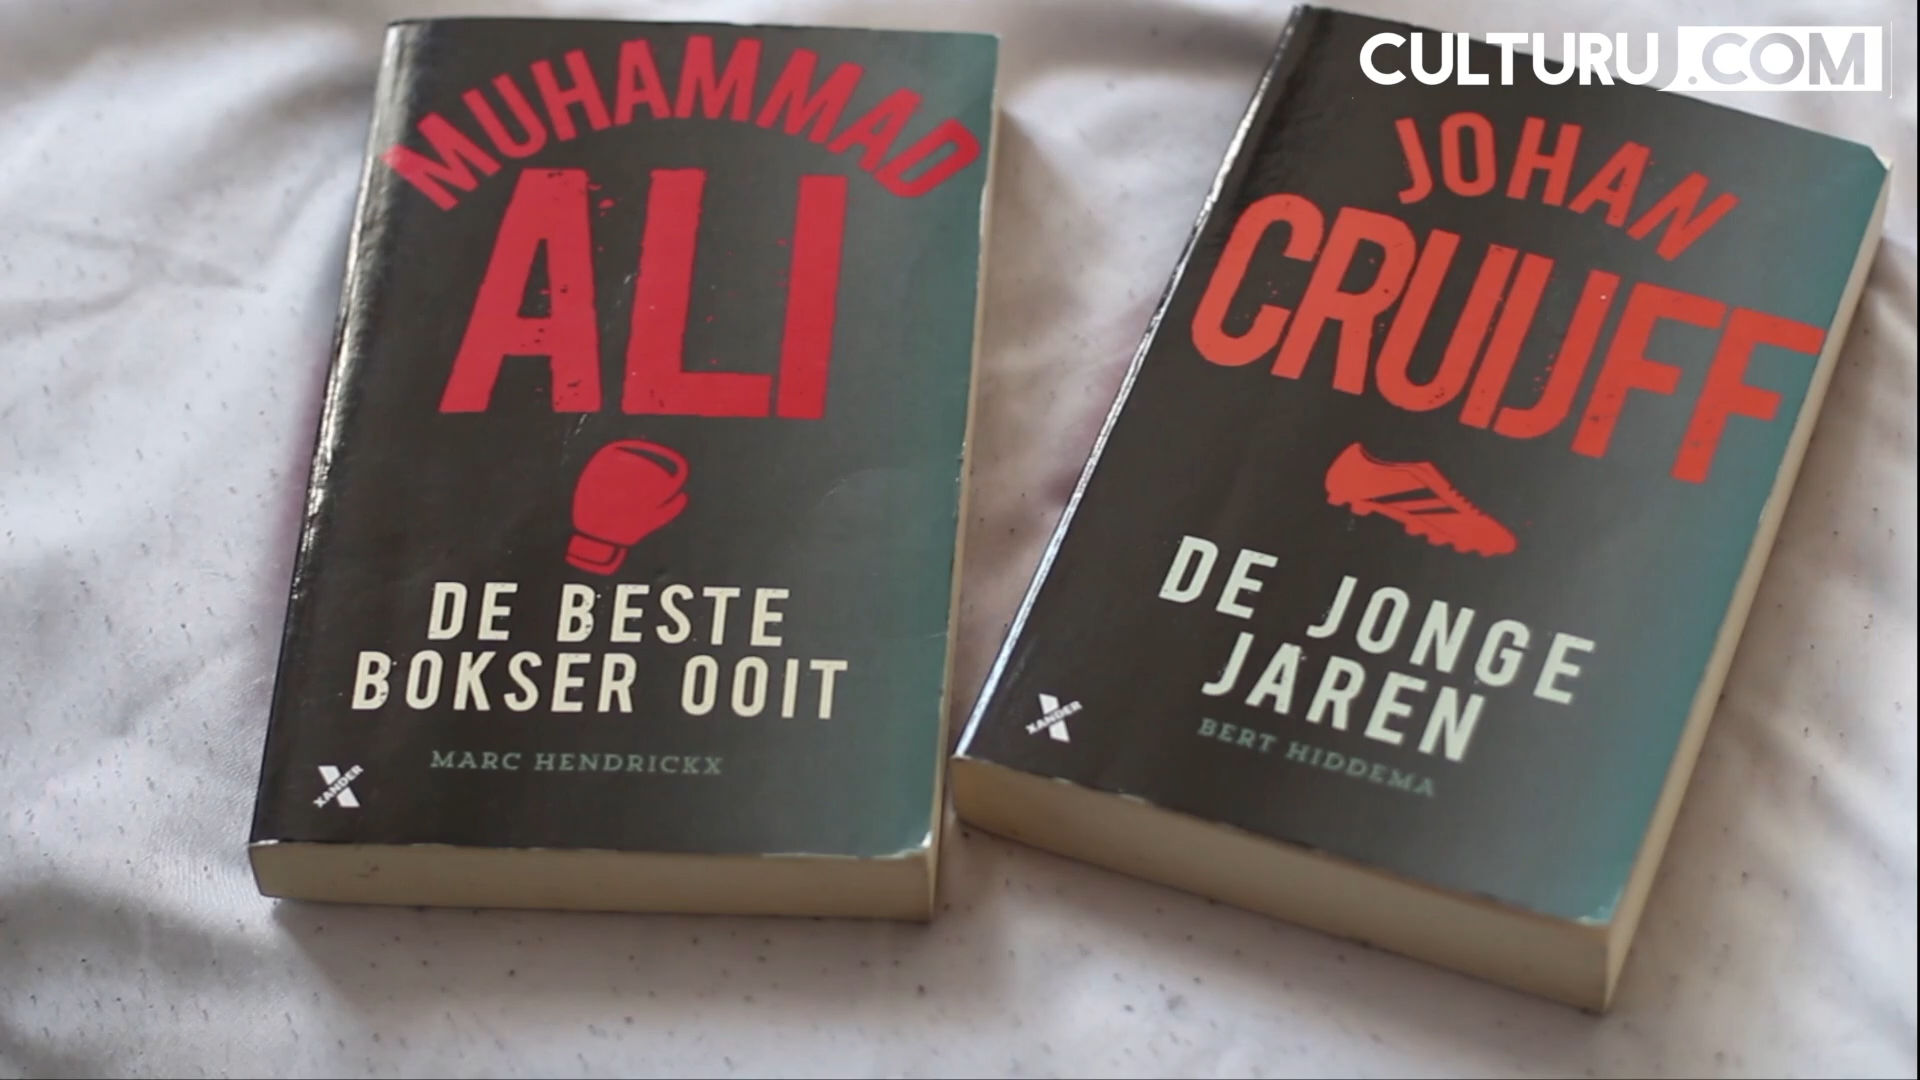 MUHAMMAD
ALI
DE BESTE
BOKSER OOIT
MARC HENDRICKX
XANDER
CULTURU.COM
JOHAN
CRUIJFF
DE JONGE
JAREN
BERT HIDDEMA
XANDER